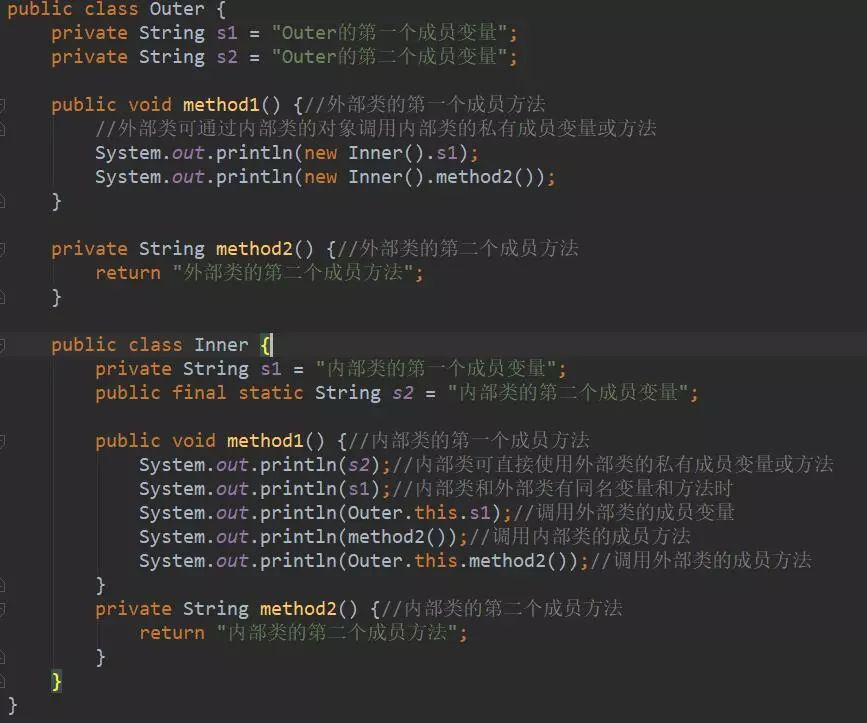 public class Outer {
    private String s1 = "Outer的第一个成员变量";
    private String s2 = "Outer的第二个成员变量";
    public void method1() {//外部类的第一个成员方法
        //外部类可通过内部类的对象调用内部类的私有成员变量或方法
        System.out.println(new Inner().s1);
        System.out.println(new Inner().method2());
    }
    private String method2() {//外部类的第二个成员方法
        return "外部类的第二个成员方法";
    }
    public class Inner {
        private String s1 = "内部类的第一个成员变量";
        public final static String s2 = "内部类的第二个成员变量";
        public void method1() {//内部类的第一个成员方法
            System.out.println(s2);//内部类可直接使用外部类的私有成员变量或方法
            System.out.println(s1);//内部类和外部类有同名变量和方法时
            System.out.println(Outer.this.s1);//调用外部类的成员变量
            System.out.println(method2());//调用内部类的成员方法
            System.out.println(Outer.this.method2());//调用外部类的成员方法
        }
        private String method2() {//内部类的第二个成员方法
            return "内部类的第二个成员方法";
        }
    }
}